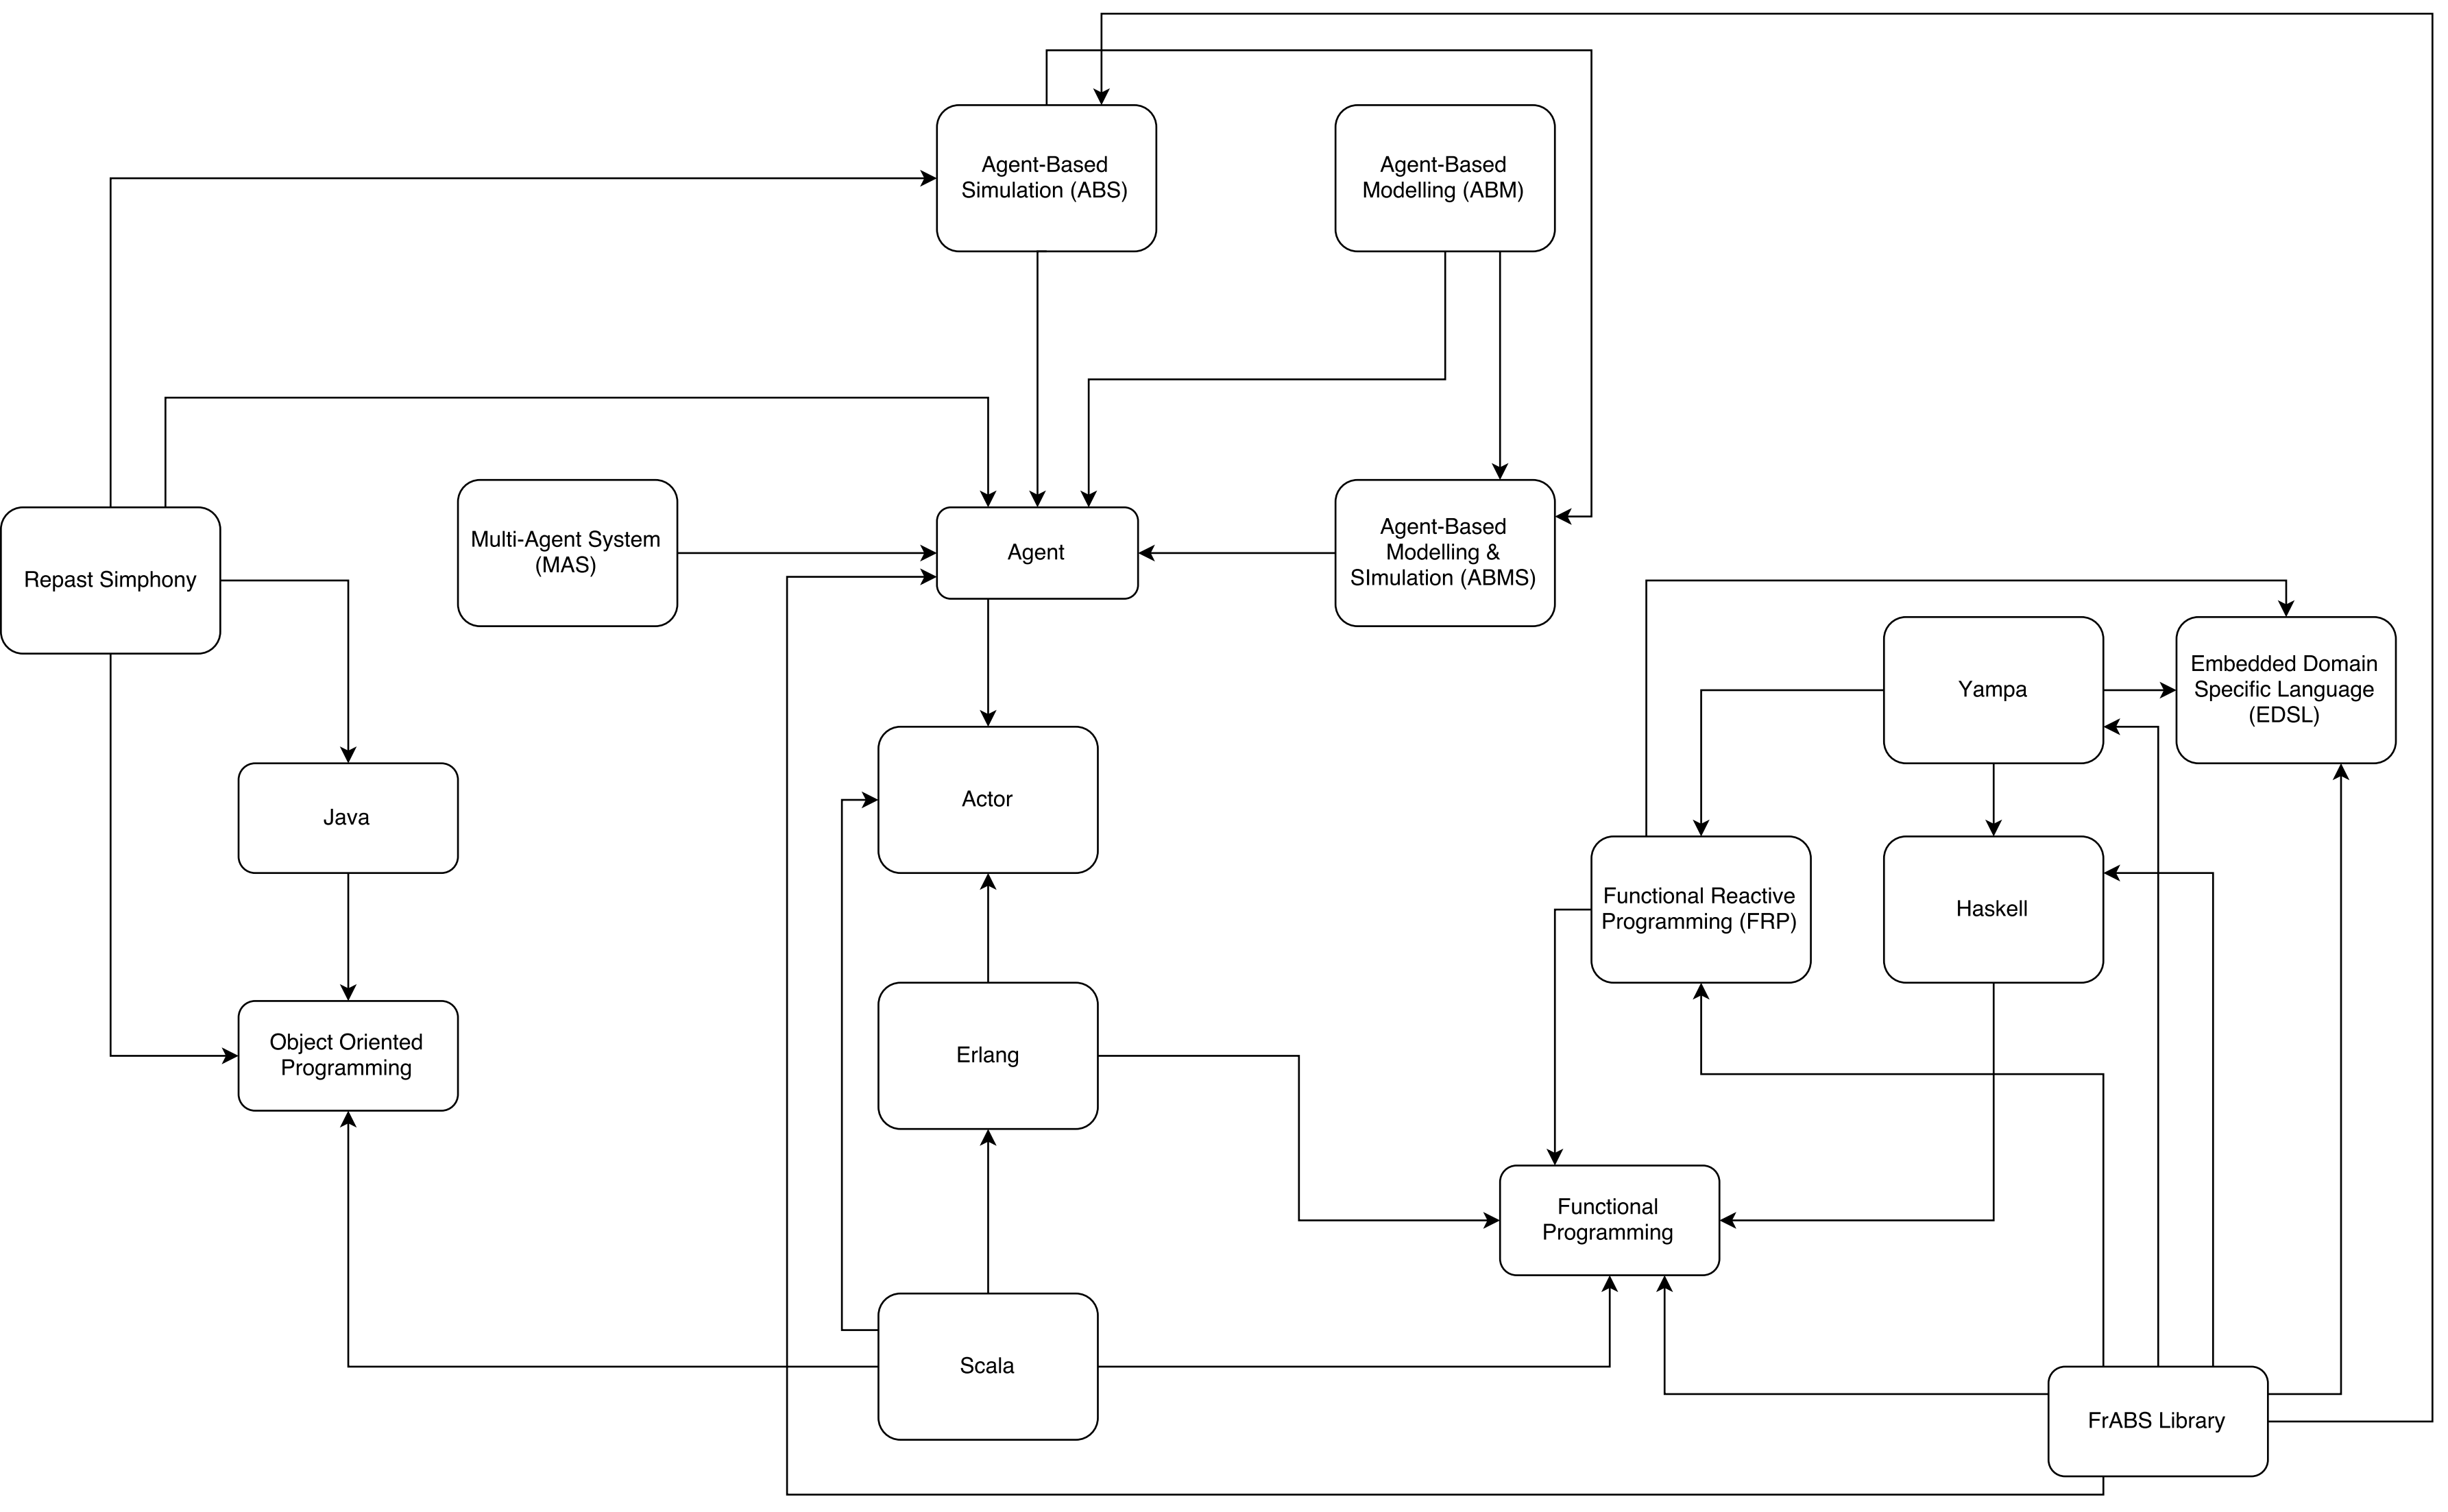 Agent-Based
Simulation (ABS)
Agent-Based
Modelling (ABM)
Repast Simphony
Multi-Agent System
(MAS)
Agent
Agent-Based
Modelling &
SImulation (ABMS)
Yampa
Embedded Domain
Specific Language
(EDSL)
Java
Actor
Functional Reactive
Programming (FRP)
Haskell
Object Oriented
Programming
Erlang
Functional
Programming
Scala
FrABS Library